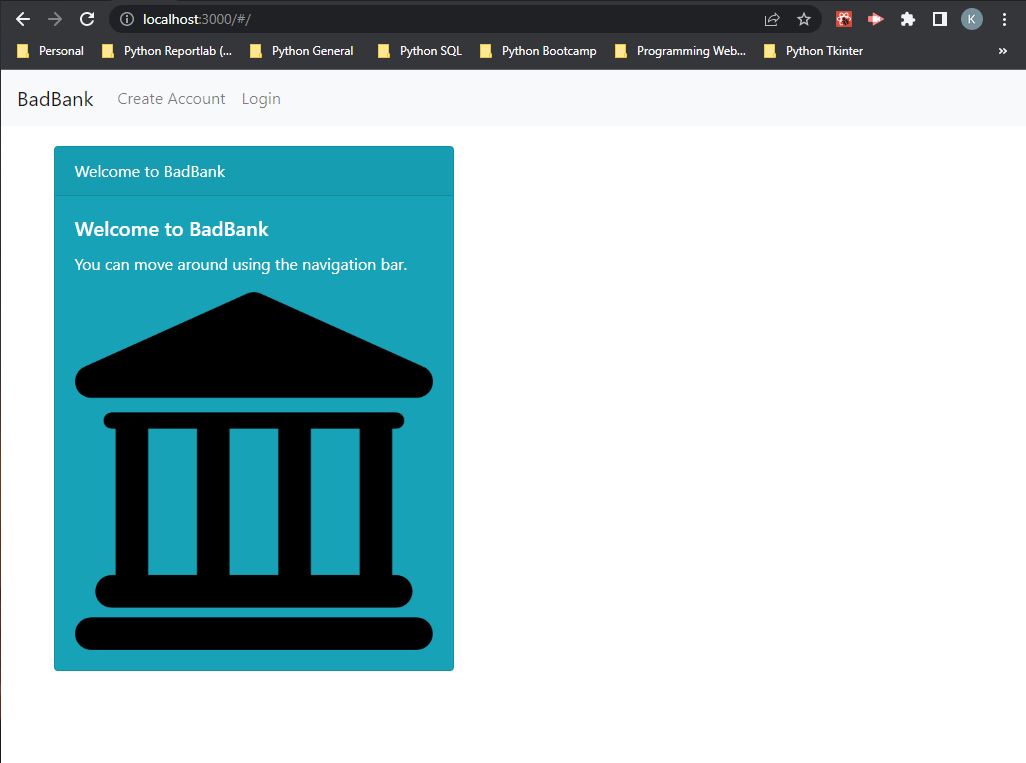 localhost:3000/#/
K
Personal Python Reportlab (... Python General Python SQL Python Bootcamp Programming Web... Python Tkinter »
BadBank Create Account Login
Welcome to BadBank
Welcome to BadBank
You can move around using the navigation bar.